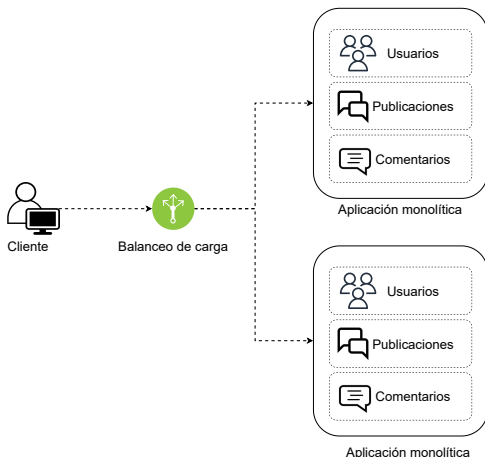 Usuarios
Publicaciones
Comentarios
Aplicación monolítica
Cliente
Balanceo de carga
Usuarios
Publicaciones
Comentarios
Aplicación monolítica